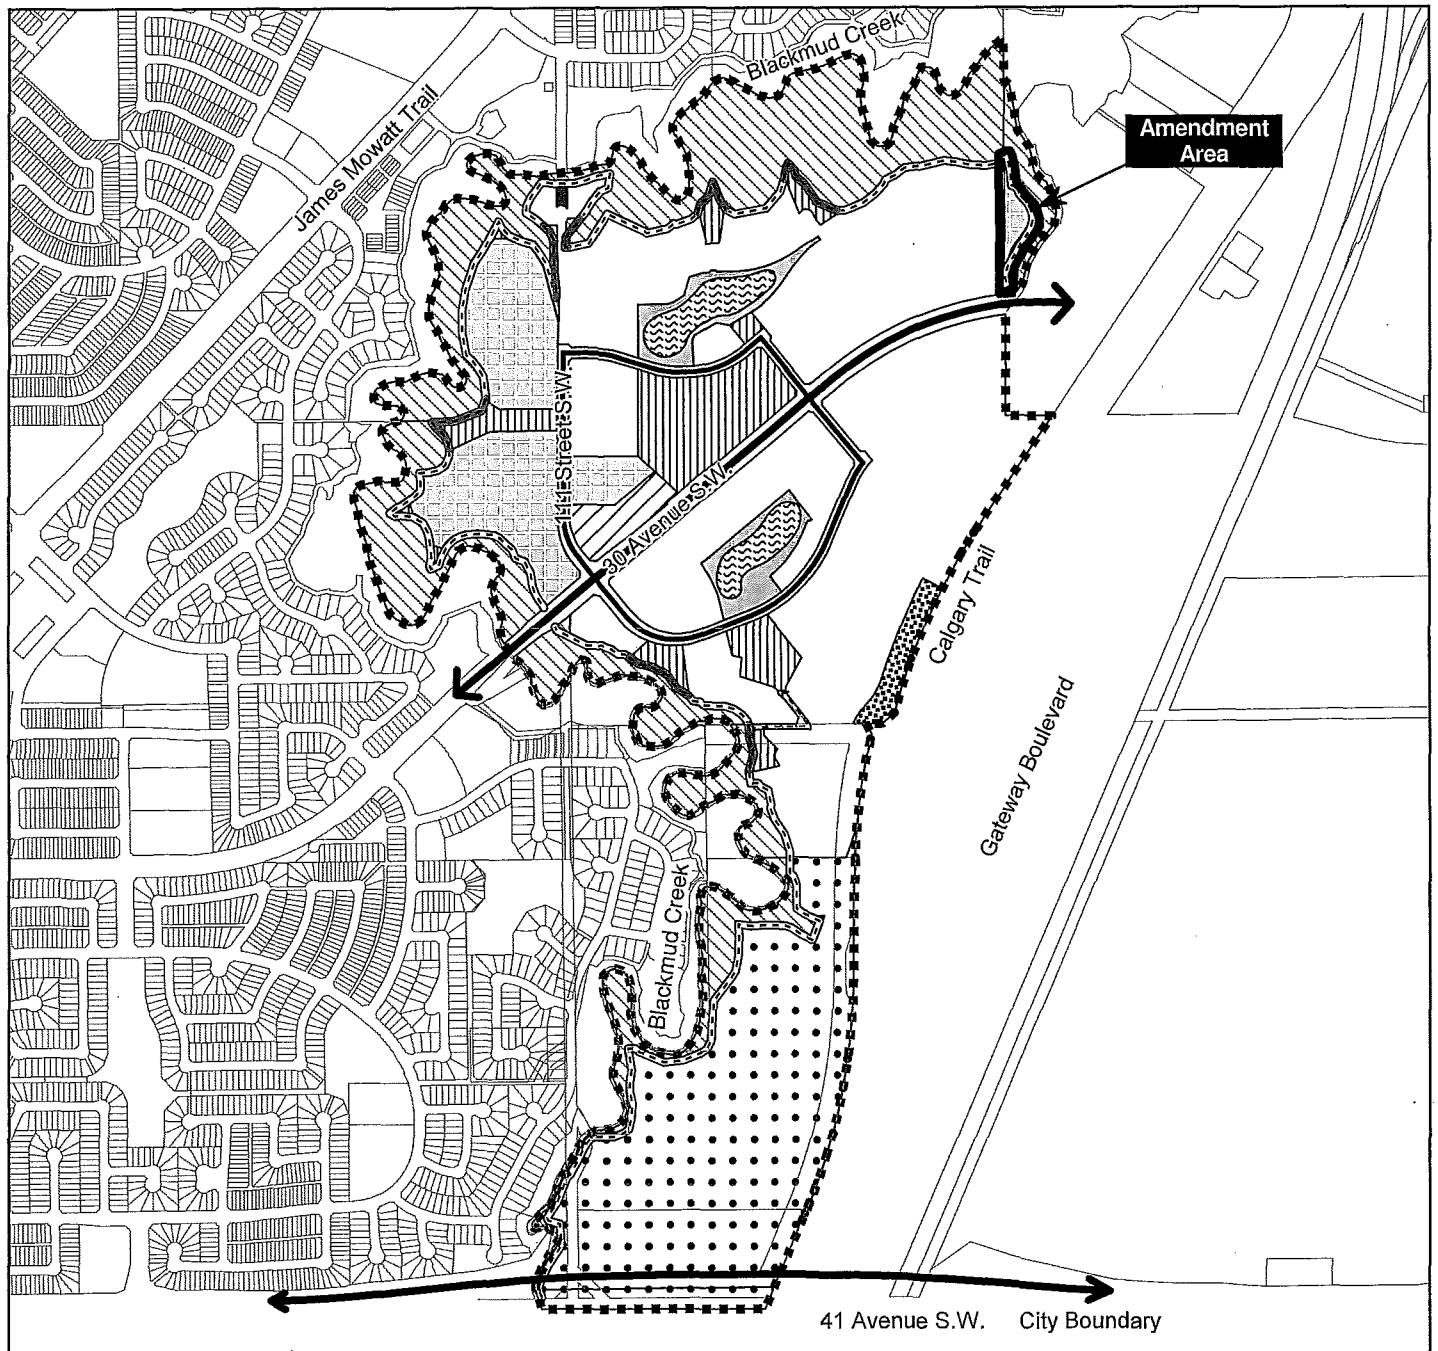 Blackmud Creek
James Mowatt Trail
Amendment
Area
111 Street S.W.
30 Avenue S.W.
Calgary Trail
Gateway Boulevard
Blackmud Creek
41 Avenue S.W.
City Boundary